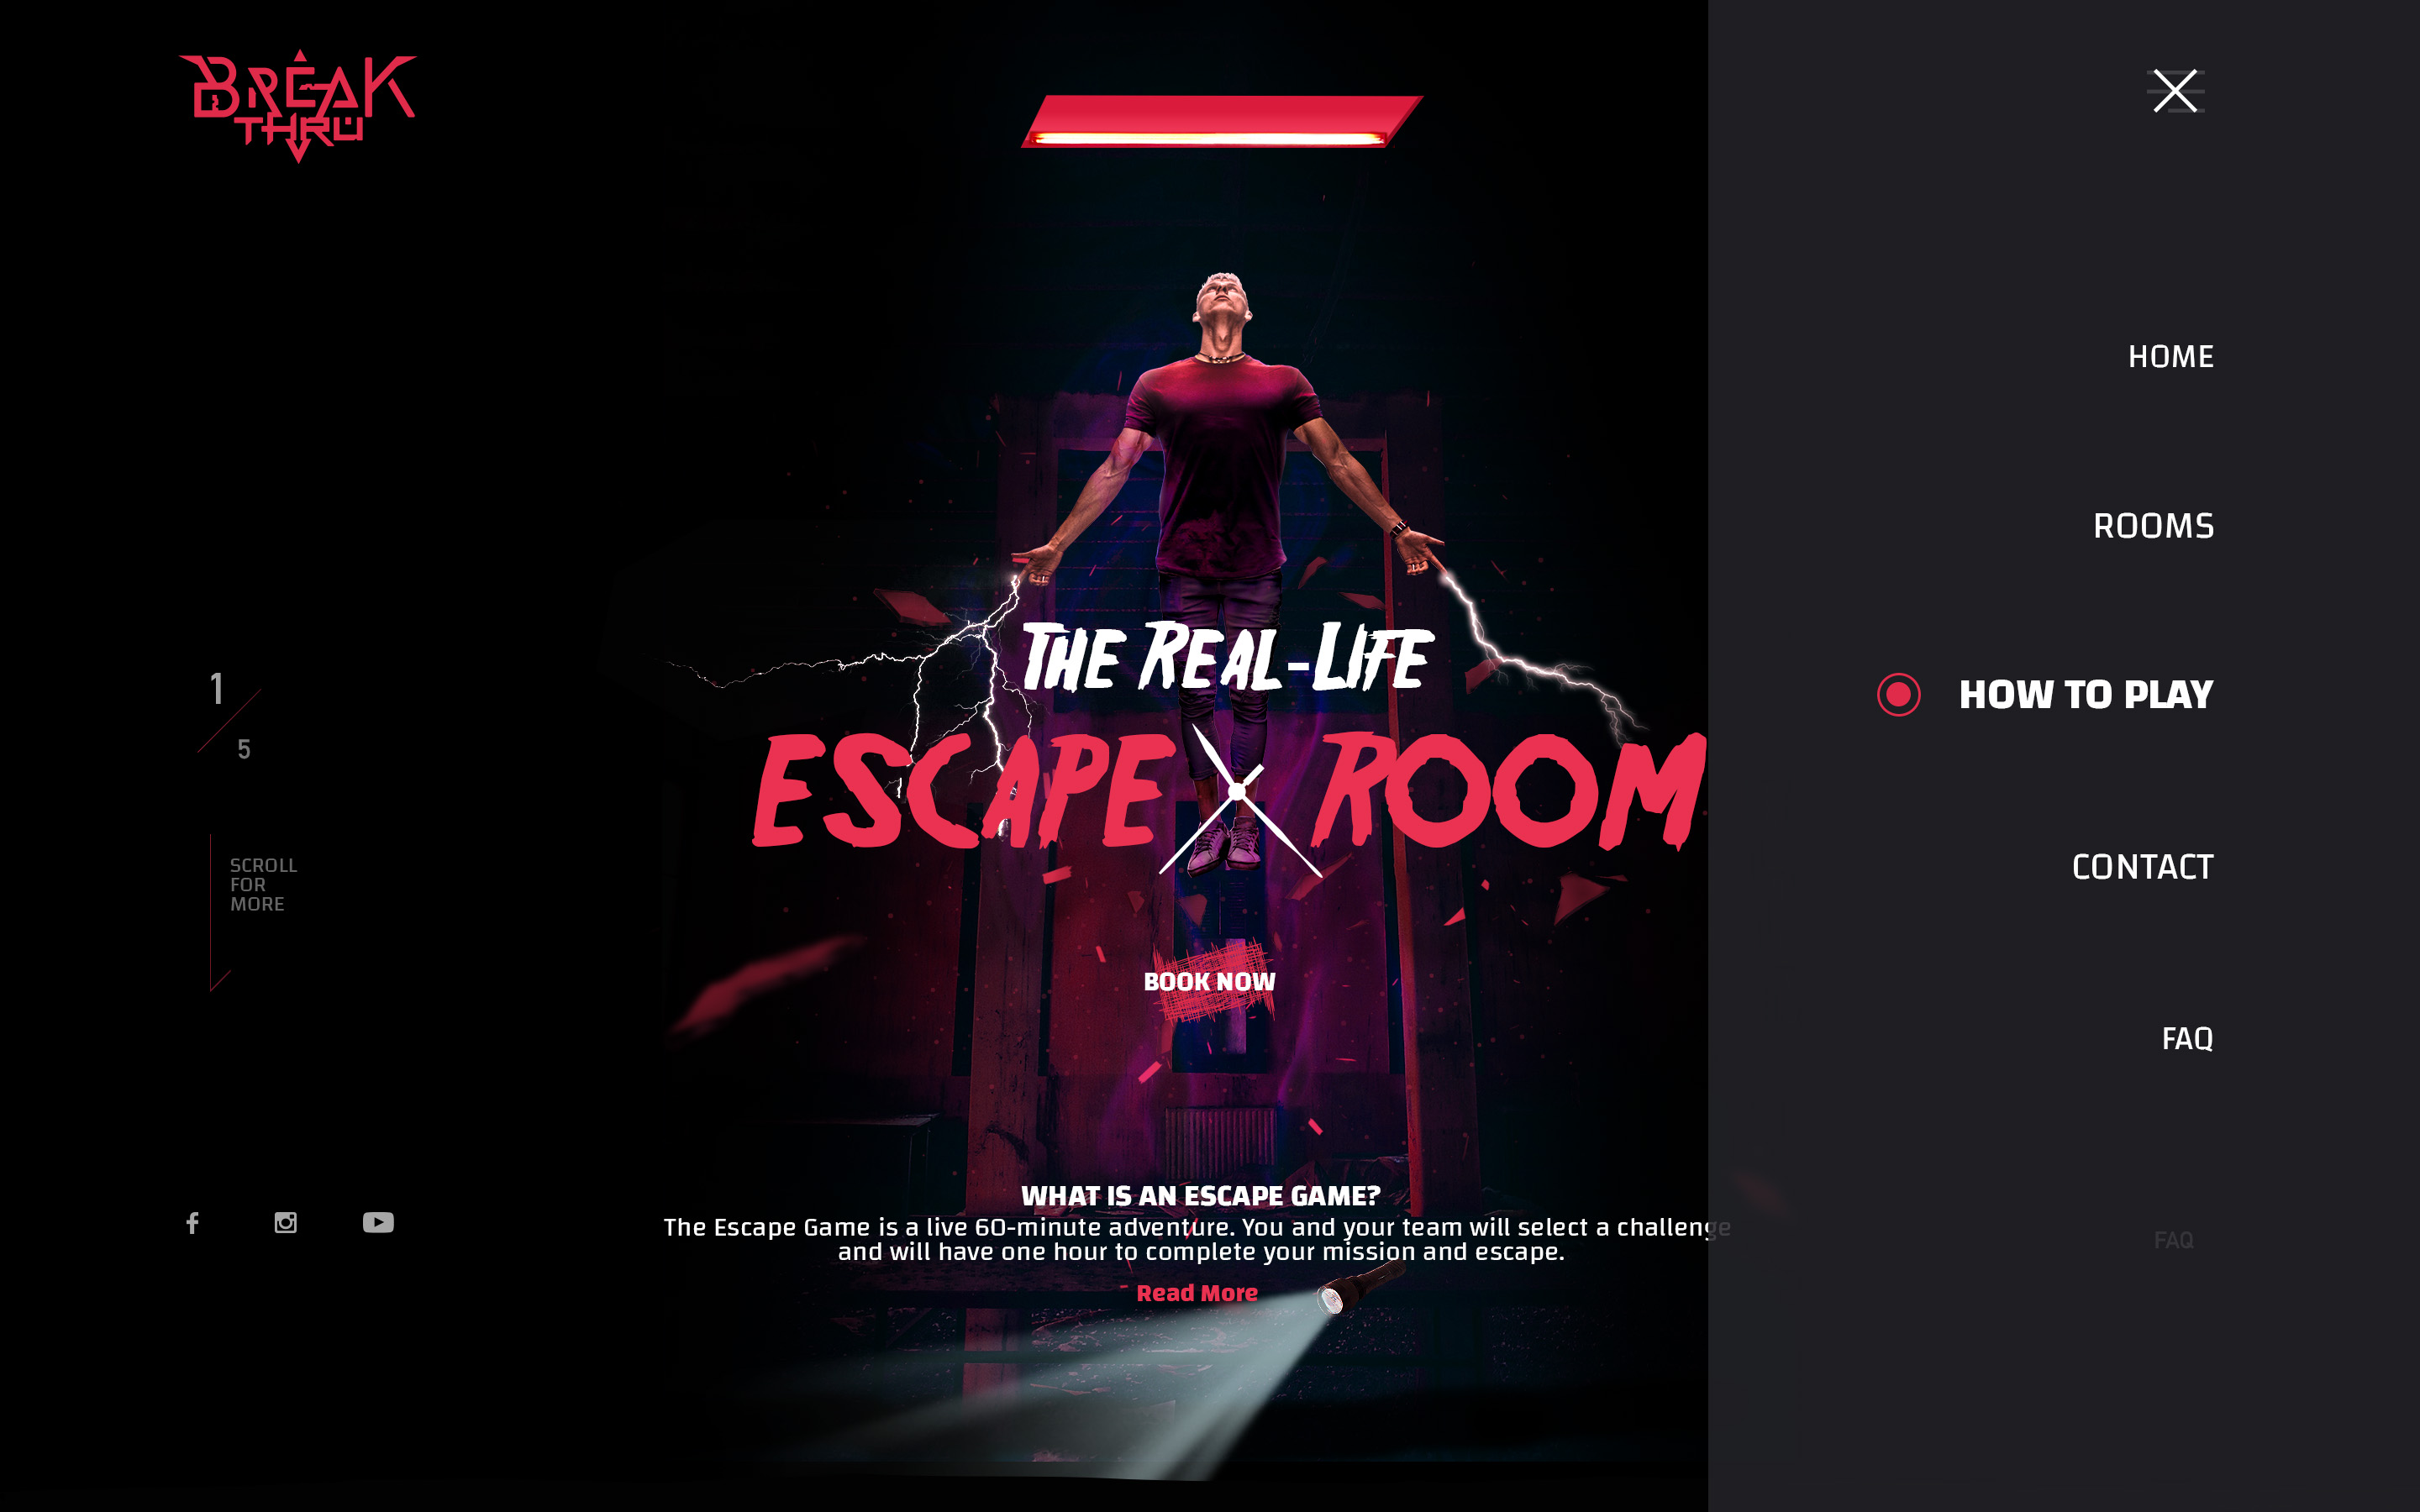 BREAK
THRU
HOME
ROOMS
HOW TO PLAY
CONTACT
FAQ
FAQ
1
5
SCROLL
FOR
MORE
THE REAL-LIFE
ESCAPE ROOM
BOOK NOW
WHAT IS AN ESCAPE GAME?
The Escape Game is a live 60-minute adventure. You and your team will select a challenge
and will have one hour to complete your mission and escape.
Read More